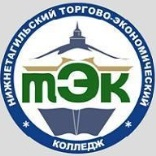 НИЖНЕТАГИЛЬСКИЙ ТОРГОВО-ЭКОНОМИЧЕСКИЙ
тЭк
КОЛЛЕДЖ